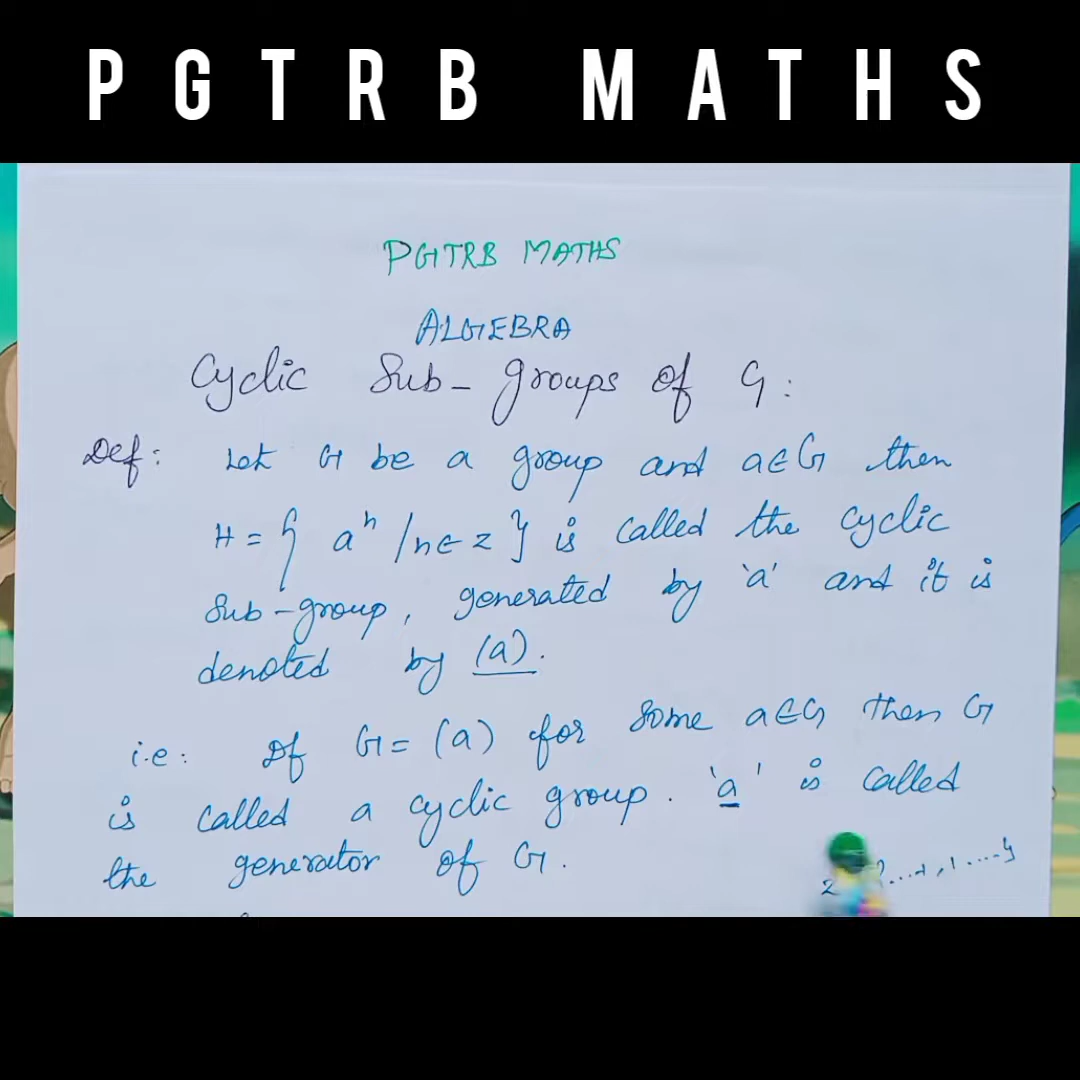 PGTRB MATHS
PGTRB MATHS
ALGEBRA
Cyclic Sub-groups of G:
Def: Let G be a group and a∈G then
H = { aⁿ /n∈z } is called the cyclic
Sub-group, generated by 'a' and it is
denoted by (a).
i.e: If G = (a) for some a∈G then G
is called a cyclic group. 'a' is called
the generator of G.